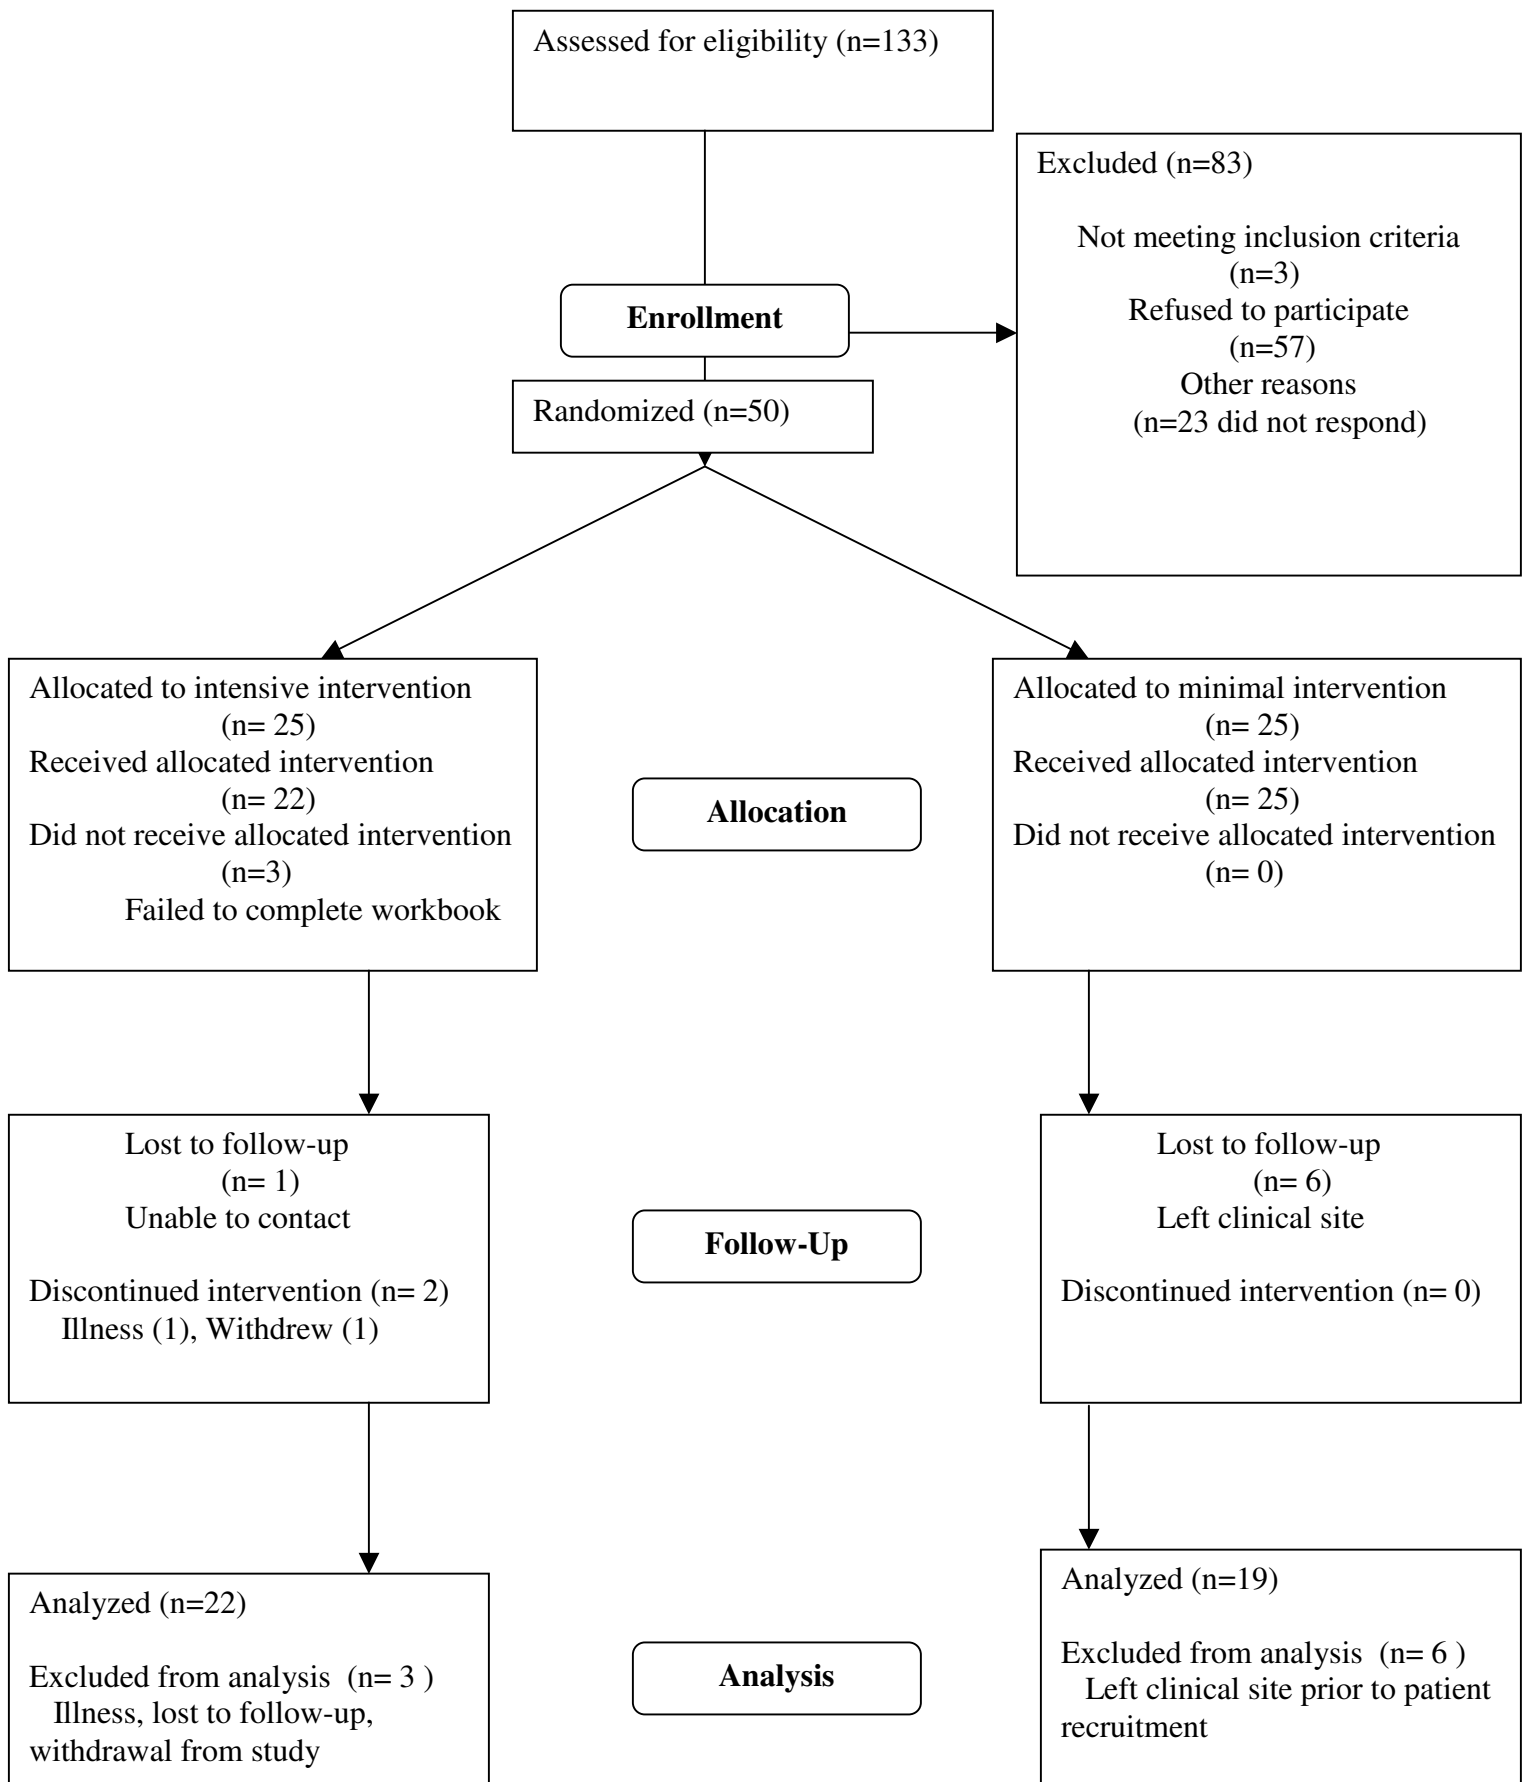 Assessed for eligibility (n=133)
Excluded (n=83)
Not meeting inclusion criteria
(n=3)
Refused to participate
(n=57)
Other reasons
(n=23 did not respond)
Enrollment
Randomized (n=50)
Allocated to intensive intervention
(n= 25)
Received allocated intervention
(n= 22)
Did not receive allocated intervention
(n=3)
Failed to complete workbook
Allocation
Allocated to minimal intervention
(n= 25)
Received allocated intervention
(n= 25)
Did not receive allocated intervention
(n= 0)
Lost to follow-up
(n= 1)
Unable to contact
Discontinued intervention (n= 2)
Illness (1), Withdrew (1)
Follow-Up
Lost to follow-up
(n= 6)
Left clinical site
Discontinued intervention (n= 0)
Analyzed (n=22)
Excluded from analysis (n= 3 )
Illness, lost to follow-up,
withdrawal from study
Analysis
Analyzed (n=19)
Excluded from analysis (n= 6 )
Left clinical site prior to patient
recruitment